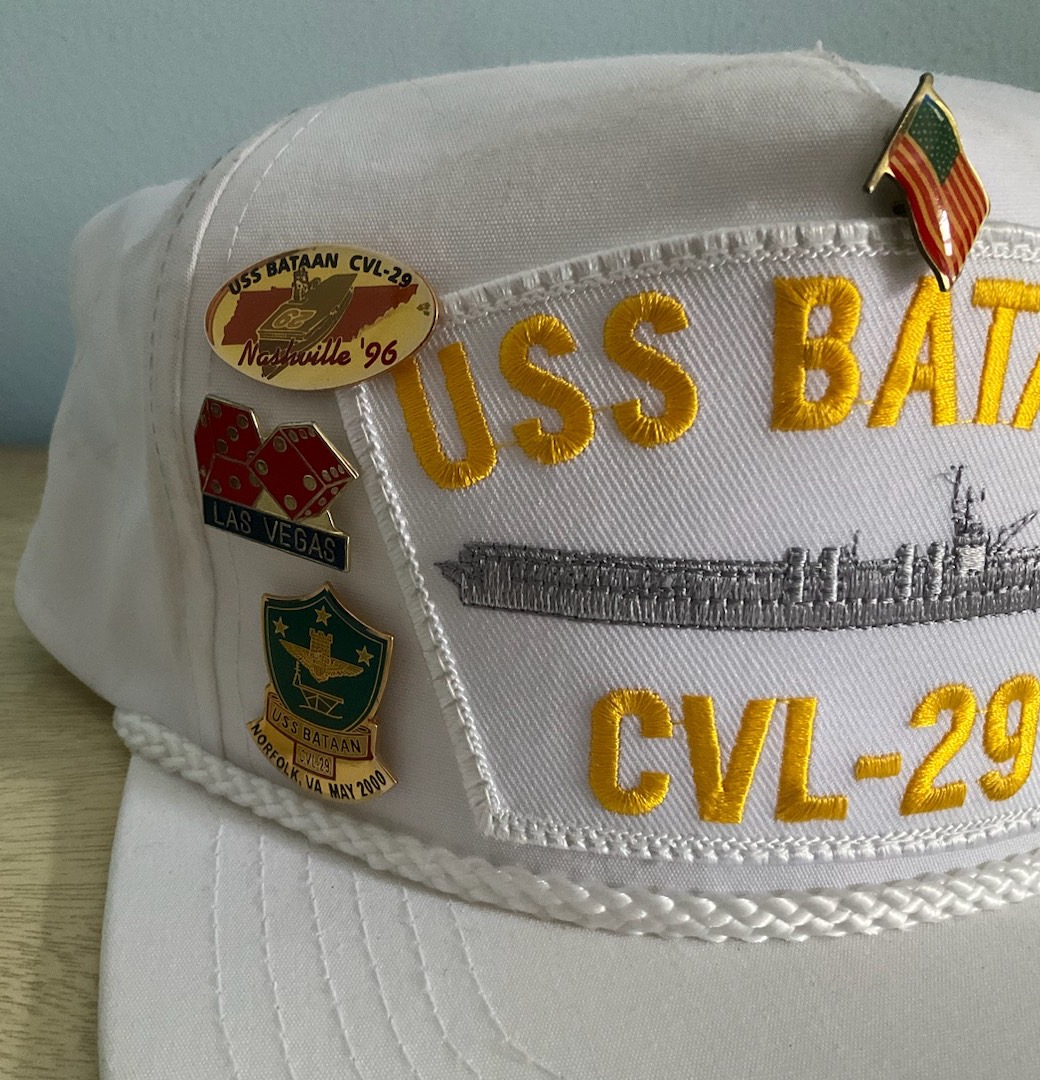 USS BATAAN CVL-29
62
Nashville '96
LAS VEGAS
USS BATAAN
CVL-29
NORFOLK, VA MAY 2000
USS BATA
CVL-29